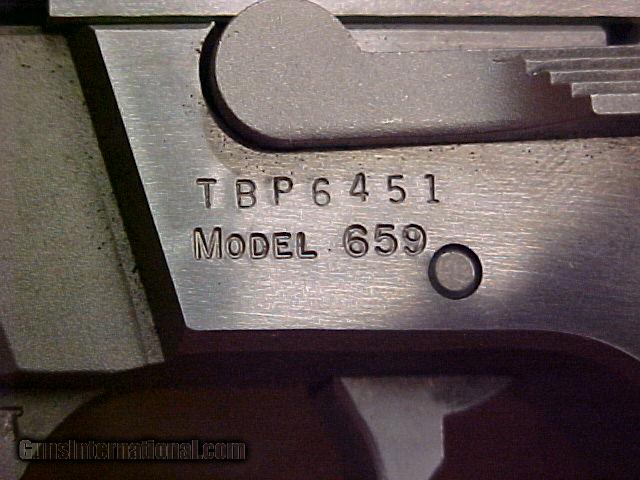 TBP6451
MODEL 659
GunsInternational.com